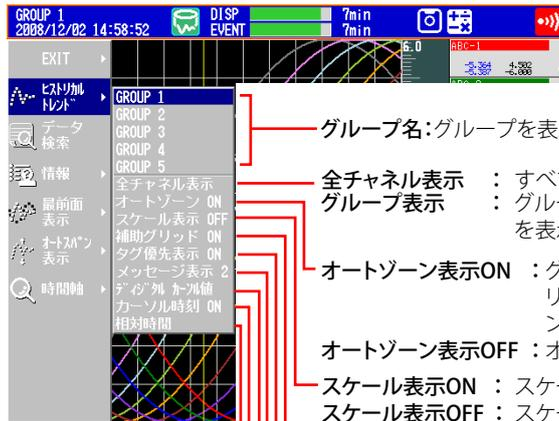 GROUP 1
2008/12/02 14:58:52
DISP
EVENT
7min
7min
EXIT
ヒストリカル
トレンド
データ
検索
情報
最前面
表示
オートスパン
表示
時間軸
GROUP 1
GROUP 2
GROUP 3
GROUP 4
GROUP 5
全チャネル表示
オートゾーン ON
スケール表示 OFF
補助グリッド ON
タグ優先表示 ON
メッセージ表示 2
ディジタル カーソル値
カーソル時刻 ON
相対時間
6.0
ABC-1
-5.364 4.502
-5.387 -6.000
グループ名：グループを表
全チャネル表示 ： すべ
グループ表示 ： グルー
を表
オートゾーン表示ON ：グ
リ
ン
オートゾーン表示OFF ：オ
スケール表示ON ： スケー
スケール表示OFF ： スケー